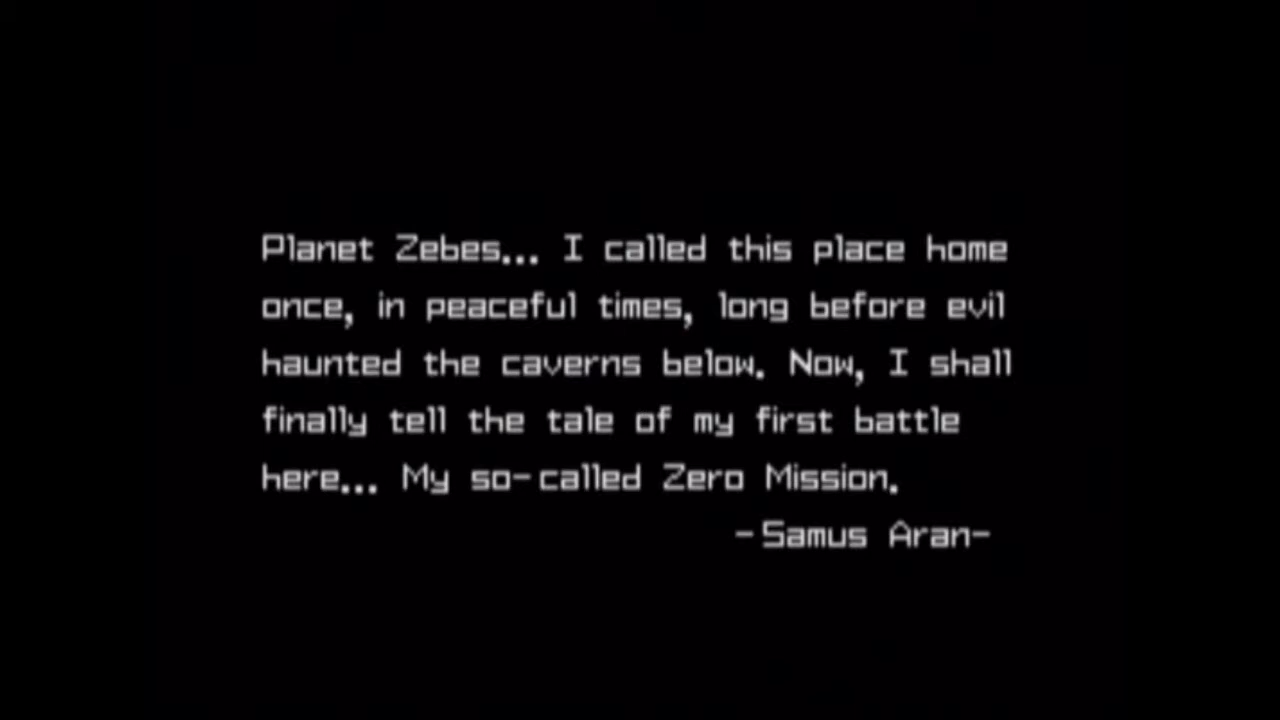 Planet Zebes... I called this place home
once, in peaceful times, long before evil
haunted the caverns below. Now, I shall
finally tell the tale of my first battle
here... My so-called Zero Mission.
-Samus Aran-